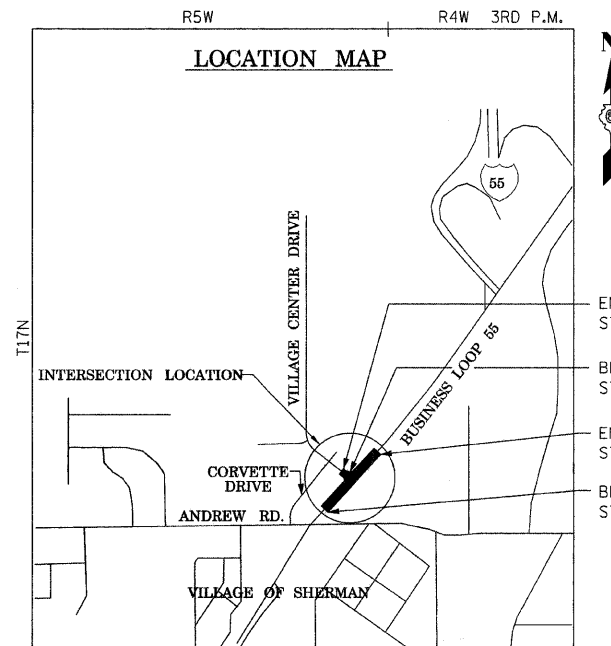 R5W R4W 3RD P.M.
LOCATION MAP
N
55
T17N
VILLAGE CENTER DRIVE
BUSINESS LOOP 55
INTERSECTION LOCATION
CORVETTE
DRIVE
ANDREW RD.
VILLAGE OF SHERMAN